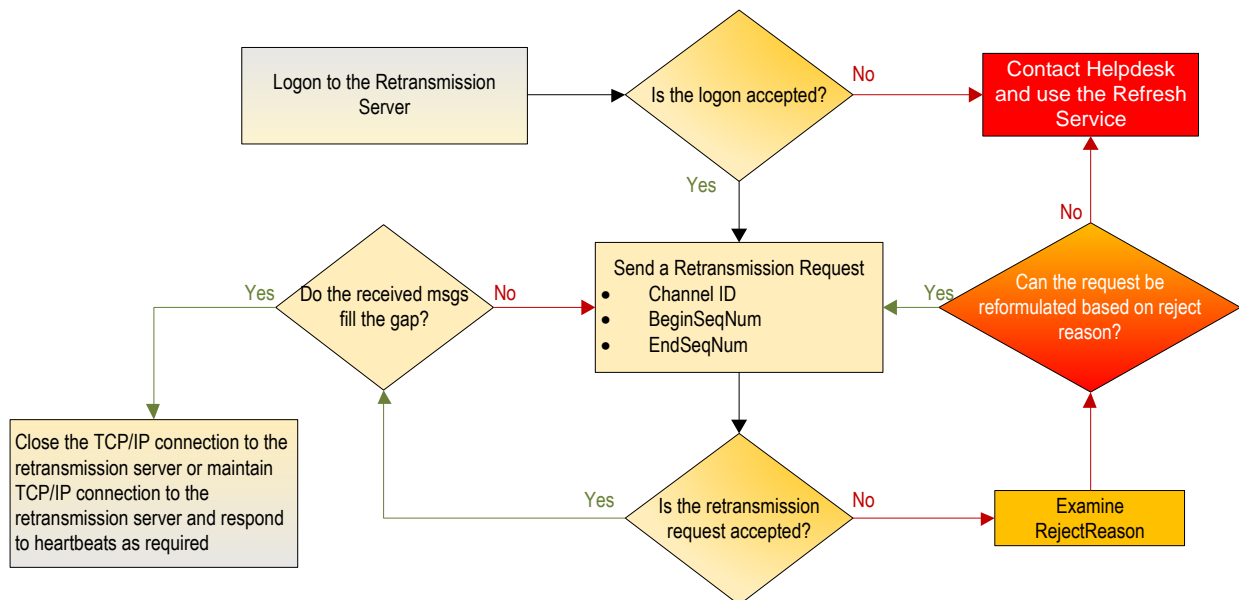 Logon to the Retransmission
Server
Is the logon accepted?
No
Contact Helpdesk
and use the Refresh
Service
Yes
No
Send a Retransmission Request
• Channel ID
• BeginSeqNum
• EndSeqNum
Yes
Do the received msgs
fill the gap?
No
Yes
Can the request be
reformulated based on reject
reason?
Close the TCP/IP connection to the
retransmission server or maintain
TCP/IP connection to the
retransmission server and respond
to heartbeats as required
Yes
Is the retransmission
request accepted?
No
Examine
RejectReason